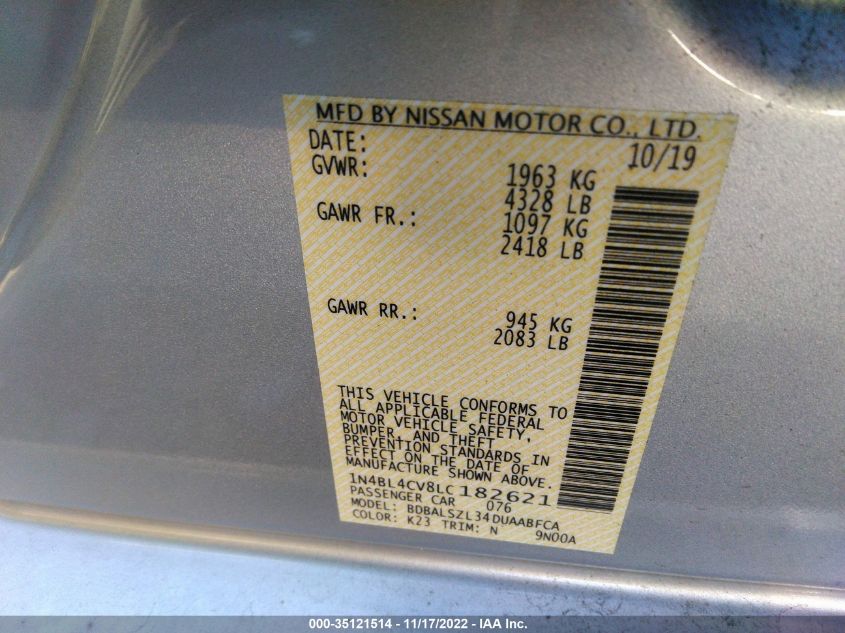 MFD BY NISSAN MOTOR CO., LTD.
DATE: 10/19
GVWR: 1963 KG
4328 LB
GAWR FR.: 1097 KG
2418 LB
GAWR RR.: 945 KG
2083 LB
THIS VEHICLE CONFORMS TO
ALL APPLICABLE FEDERAL
MOTOR VEHICLE SAFETY,
BUMPER, AND THEFT
PREVENTION STANDARDS IN
EFFECT ON THE DATE OF
MANUFACTURE SHOWN ABOVE.
1N4BL4CV8LC182621
PASSENGER CAR 076
MODEL: BDBALSZL34DUAABFCA
COLOR: K23 TRIM: N 9N00A
000-35121514 - 11/17/2022 - IAA Inc.